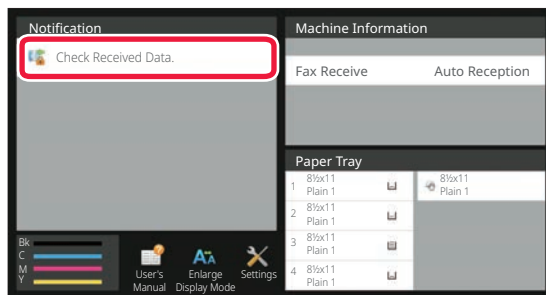 Notification
Check Received Data.
Machine Information
Fax Receive Auto Reception
Paper Tray
1 8½x11
Plain 1
2 8½x11
Plain 1
3 8½x11
Plain 1
4 8½x11
Plain 1
8½x11
Plain 1
Bk
C
M
Y
User's
Manual
Enlarge
Display Mode
Settings